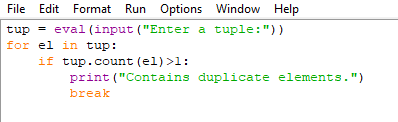 File Edit Format Run Options Window Help
tup = eval(input("Enter a tuple:"))
for el in tup:
    if tup.count(el)>1:
        print("Contains duplicate elements.")
        break